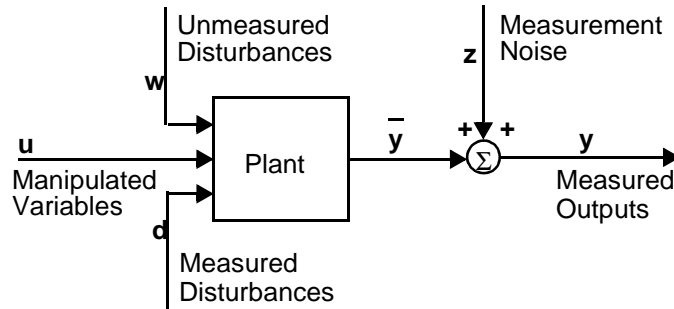 Unmeasured
Disturbances
w
u
Manipulated
Variables
d
Measured
Disturbances
Plant
ȳ
z
Measurement
Noise
+ +
Σ
y
Measured
Outputs